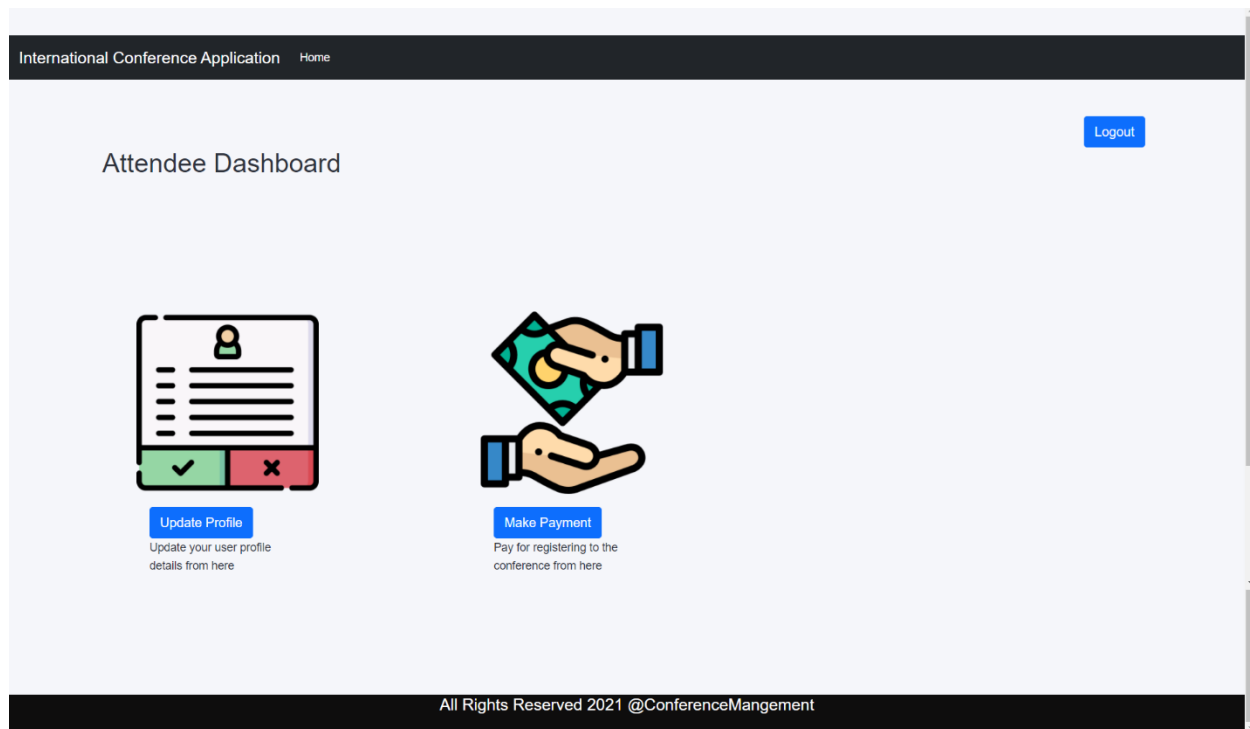 International Conference Application Home
Logout
Attendee Dashboard
Update Profile
Update your user profile
details from here
Make Payment
Pay for registering to the
conference from here
All Rights Reserved 2021 @ConferenceMangement